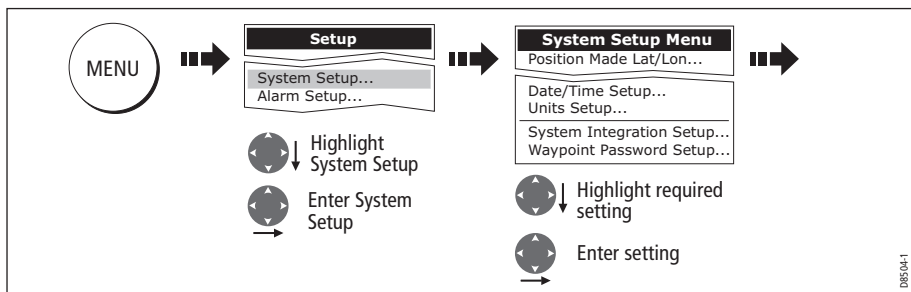 MENU
Setup
System Setup...
Alarm Setup...
Highlight
System Setup
Enter System
Setup
System Setup Menu
Position Made Lat/Lon...
Date/Time Setup...
Units Setup...
System Integration Setup...
Waypoint Password Setup...
Highlight required
setting
Enter setting
D8504-1